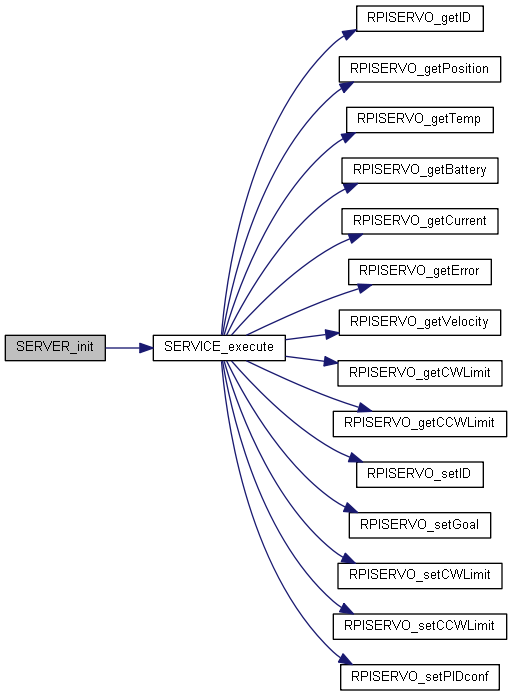 SERVER_init
SERVICE_execute
RPISERVO_getID
RPISERVO_getPosition
RPISERVO_getTemp
RPISERVO_getBattery
RPISERVO_getCurrent
RPISERVO_getError
RPISERVO_getVelocity
RPISERVO_getCWLimit
RPISERVO_getCCWLimit
RPISERVO_setID
RPISERVO_setGoal
RPISERVO_setCWLimit
RPISERVO_setCCWLimit
RPISERVO_setPIDconf